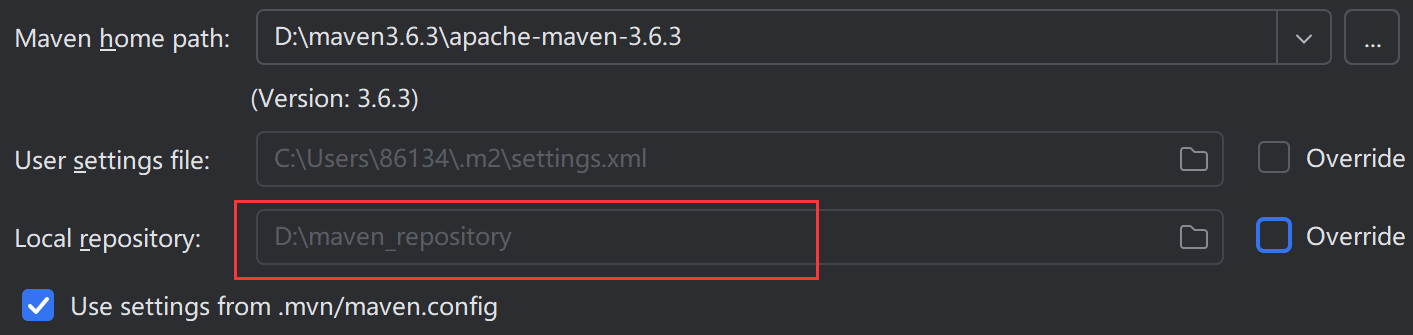 Maven home path: D:\maven3.6.3\apache-maven-3.6.3 ...
(Version: 3.6.3)
User settings file: C:\Users\86134\.m2\settings.xml Override
Local repository: D:\maven_repository Override
Use settings from .mvn/maven.config